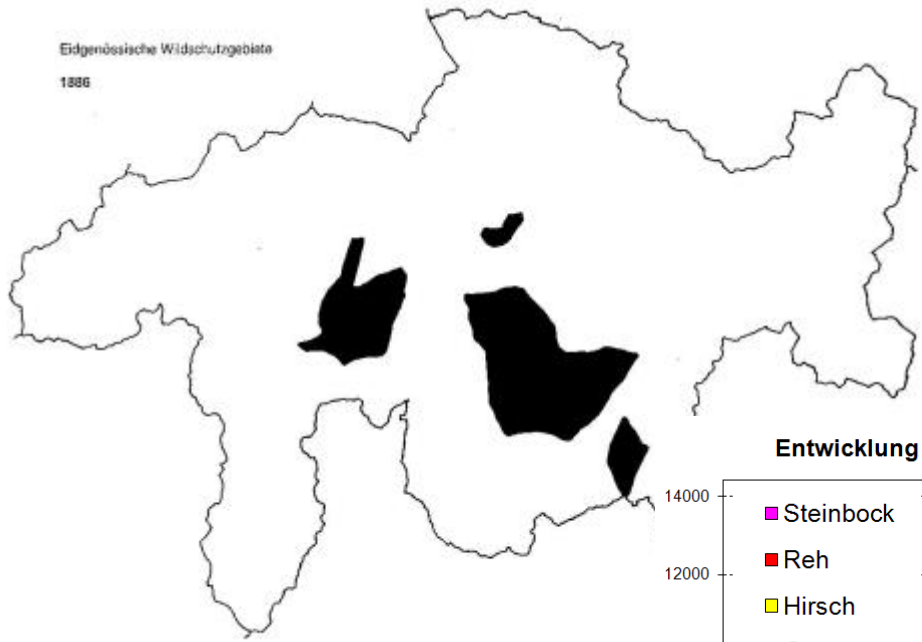 Eidgenössische Wildschutzgebiete
1886
Entwicklung
14000
Steinbock
Reh
12000
Hirsch